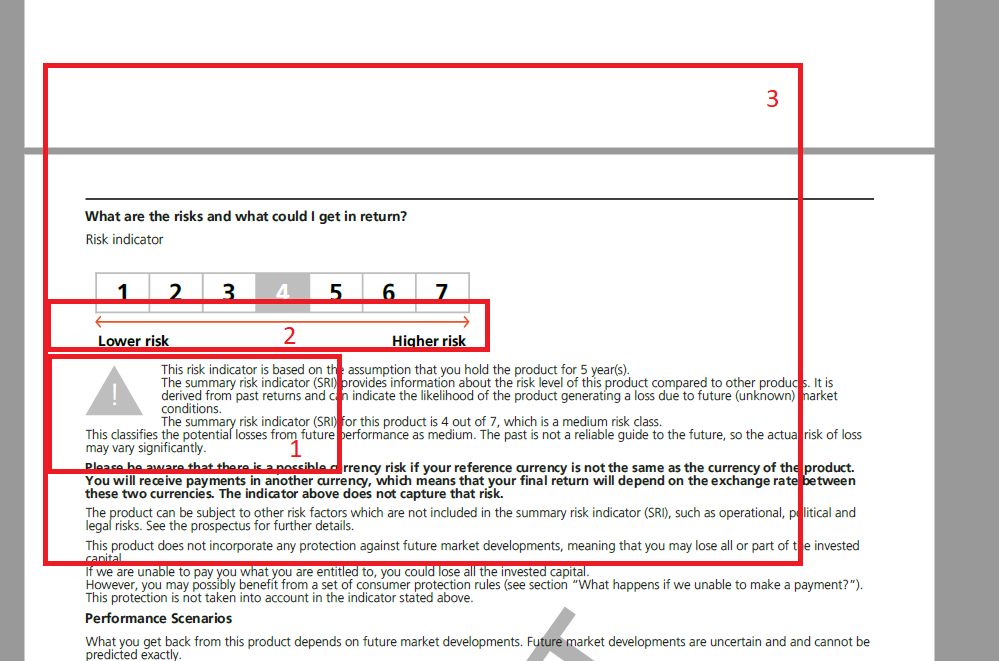 3
What are the risks and what could I get in return?
Risk indicator
1 2 3 4 5 6 7
2
Lower risk Higher risk
!
This risk indicator is based on the assumption that you hold the product for 5 year(s).
The summary risk indicator (SRI) provides information about the risk level of this product compared to other products. It is
derived from past returns and can indicate the likelihood of the product generating a loss due to future (unknown) market
conditions.
The summary risk indicator (SRI) for this product is 4 out of 7, which is a medium risk class.
This classifies the potential losses from future performance as medium. The past is not a reliable guide to the future, so the actual risk of loss
may vary significantly.
1
Please be aware that there is a possible currency risk if your reference currency is not the same as the currency of the product.
You will receive payments in another currency, which means that your final return will depend on the exchange rate between
these two currencies. The indicator above does not capture that risk.
The product can be subject to other risk factors which are not included in the summary risk indicator (SRI), such as operational, political and
legal risks. See the prospectus for further details.
This product does not incorporate any protection against future market developments, meaning that you may lose all or part of the invested
capital.
If we are unable to pay you what you are entitled to, you could lose all the invested capital.
However, you may possibly benefit from a set of consumer protection rules (see section "What happens if we unable to make a payment?").
This protection is not taken into account in the indicator stated above.
Performance Scenarios
What you get back from this product depends on future market developments. Future market developments are uncertain and and cannot be
predicted exactly.